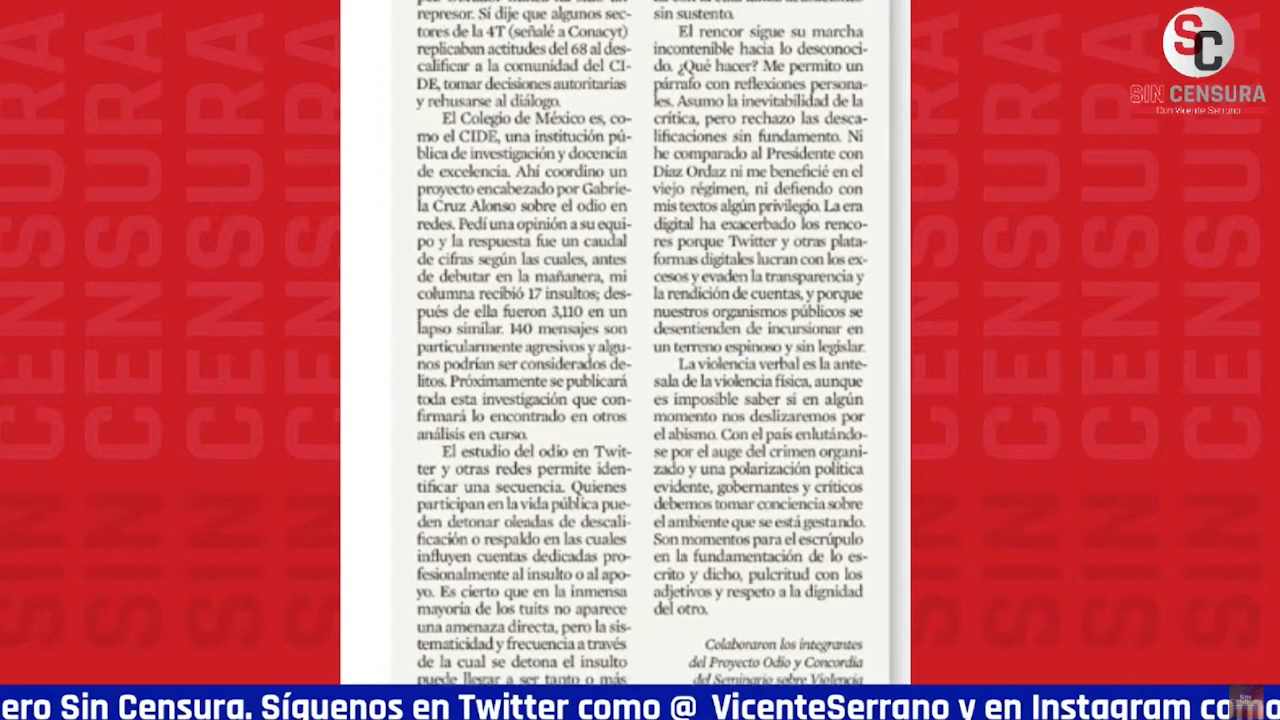 represor. Sí dije que algunos sec-
tores de la 4T (señalé a Conacyt)
replicaban actitudes del 68 al des-
calificar a la comunidad del CI-
DE, tomar decisiones autoritarias
y rehusarse al diálogo.
El Colegio de México es, co-
mo el CIDE, una institución pú-
blica de investigación y docencia
de excelencia. Ahí coordino un
proyecto encabezado por Gabrie-
la Cruz Alonso sobre el odio en
redes. Pedí una opinión a su equi-
po y la respuesta fue un caudal
de cifras según las cuales, antes
de debutar en la mañanera, mi
columna recibió 17 insultos; des-
pués de ella fueron 3,110 en un
lapso similar. 140 mensajes son
particularmente agresivos y algu-
nos podrían ser considerados de-
litos. Próximamente se publicará
toda esta investigación que con-
firmará lo encontrado en otros
análisis en curso.
El estudio del odio en Twit-
ter y otras redes permite iden-
tificar una secuencia. Quienes
participan en la vida pública pue-
den detonar oleadas de descali-
ficación o respaldo en las cuales
influyen cuentas dedicadas pro-
fesionalmente al insulto o al apo-
yo. Es cierto que en la inmensa
mayoría de los tuits no aparece
una amenaza directa, pero la sis-
tematicidad y frecuencia a través
de la cual se detona el insulto
puede llegar a ser tanto o más
sin sustento.
El rencor sigue su marcha
incontenible hacia lo desconoci-
do. ¿Qué hacer? Me permito un
párrafo con reflexiones persona-
les. Asumo la inevitabilidad de la
crítica, pero rechazo las desca-
lificaciones sin fundamento. Ni
he comparado al Presidente con
Díaz Ordaz ni me benefició en el
viejo régimen, ni defiendo con
mis textos algún privilegio. La era
digital ha exacerbado los renco-
res porque Twitter y otras plata-
formas digitales lucran con los ex-
cesos y evaden la transparencia y
la rendición de cuentas, y porque
nuestros organismos públicos se
desentienden de incursionar en
un terreno espinoso y sin legislar.
La violencia verbal es la ante-
sala de la violencia física, aunque
es imposible saber si en algún
momento nos deslizaremos por
el abismo. Con el país enlutándo-
se por el auge del crimen organi-
zado y una polarización política
evidente, gobernantes y críticos
debemos tomar conciencia sobre
el ambiente que se está gestando.
Son momentos para el escrúpulo
en la fundamentación de lo es-
crito y dicho, pulcritud con los
adjetivos y respeto a la dignidad
del otro.
Colaboraron los integrantes
del Proyecto Odio y Concordia
del Seminario sobre Violencia
SC
SIN CENSURA
Con Vicente Serrano
SIN CENSURA
ero Sin Censura. Síguenos en Twitter como @_VicenteSerrano y en Instagram como